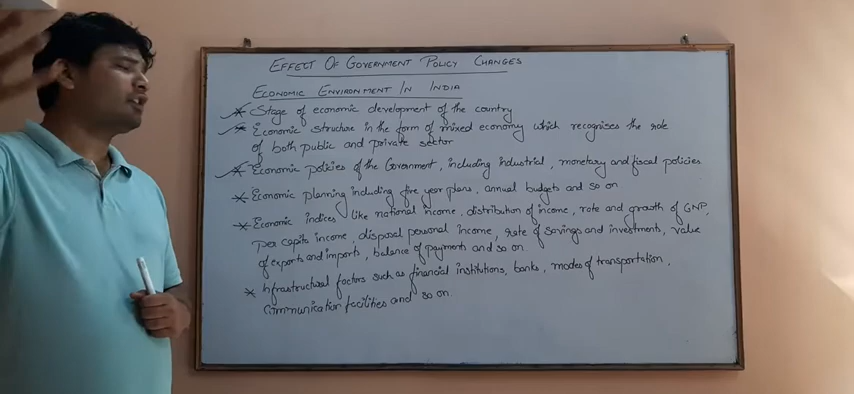 EFFECT OF GOVERNMENT POLICY CHANGES
ECONOMIC ENVIRONMENT IN INDIA
* Stage of economic development of the country
* Economic structure in the form of mixed economy which recognises the role
of both public and private sector
* Economic policies of the Government, including industrial, monetary and fiscal policies
* Economic planning including five year plans, annual budgets and so on
* Economic indices like national income, distribution of income, rate and growth of GNP,
per capita income, disposal personal income, rate of savings and investments, value
of exports and imports, balance of payments and so on.
* Infrastructural factors such as financial institutions, banks, modes of transportation,
communication facilities and so on.